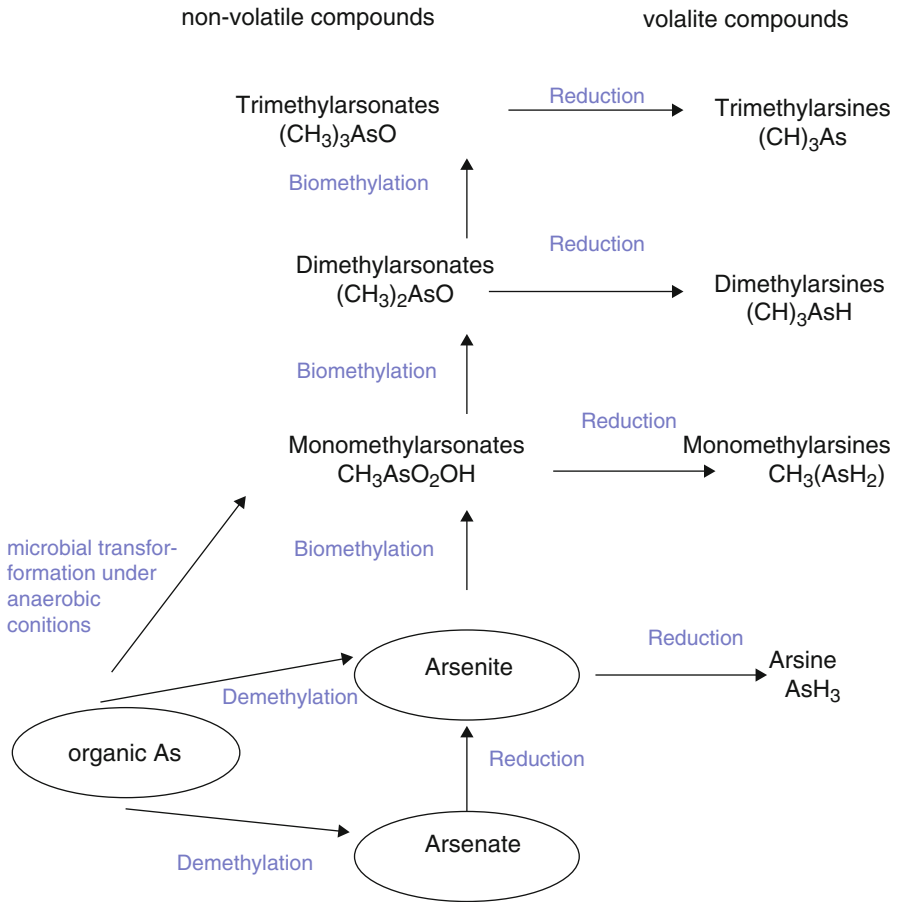 non-volatile compounds
volalite compounds
Trimethylarsonates
(CH₃)₃AsO
Reduction
Trimethylarsines
(CH)₃As
Biomethylation
Dimethylarsonates
(CH₃)₂AsO
Reduction
Dimethylarsines
(CH)₃AsH
Biomethylation
Monomethylarsonates
CH₃AsO₂OH
Reduction
Monomethylarsines
CH₃(AsH₂)
microbial transfor-
formation under
anaerobic
conitions
Biomethylation
Arsenite
Reduction
Arsine
AsH₃
Demethylation
organic As
Reduction
Arsenate
Demethylation